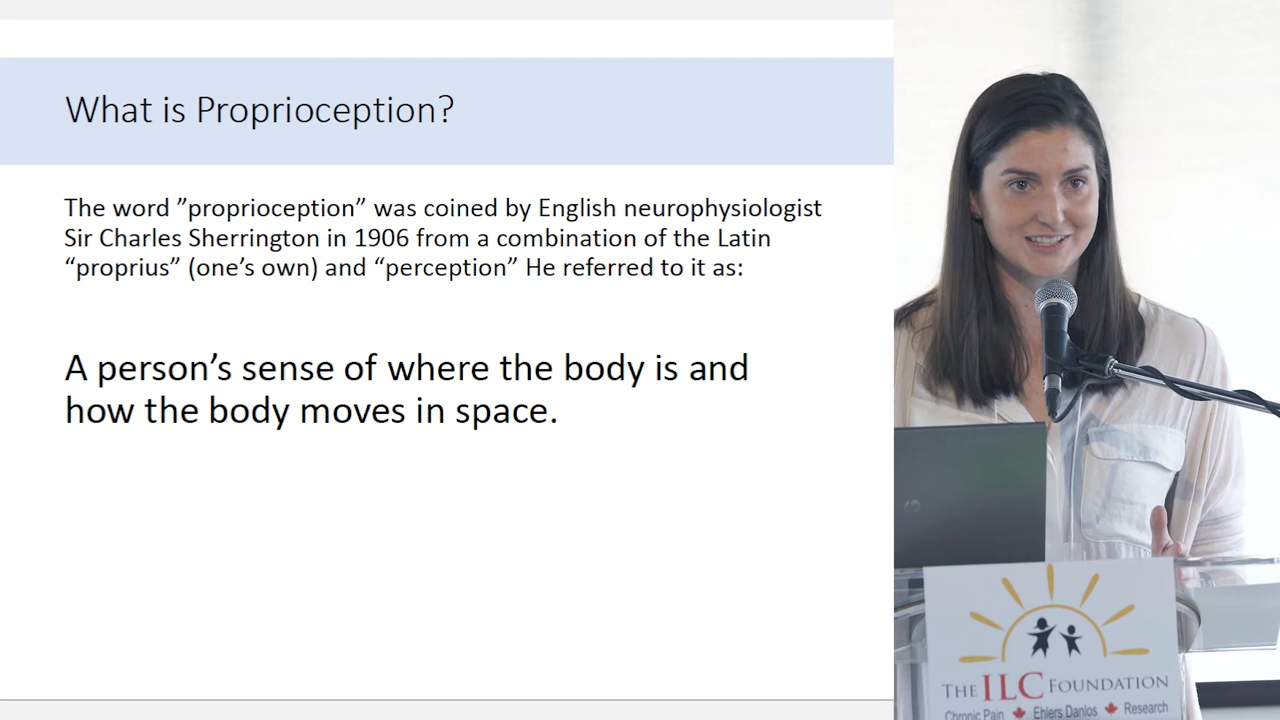 What is Proprioception?
The word ”proprioception” was coined by English neurophysiologist
Sir Charles Sherrington in 1906 from a combination of the Latin
“proprius” (one’s own) and “perception” He referred to it as:
A person’s sense of where the body is and
how the body moves in space.
hp
THE ILC FOUNDATION
Chronic Pain Ehlers Danlos Research